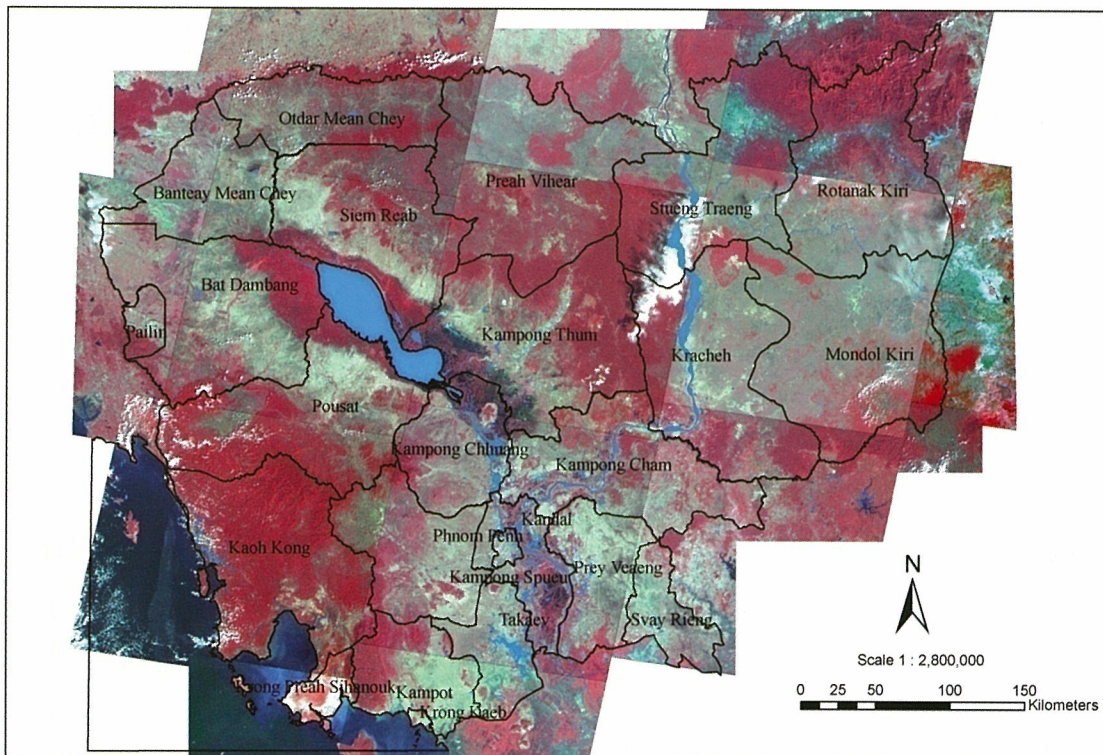 Otdar Mean Chey
Banteay Mean Chey
Siem Reab
Preah Vihear
Stueng Traeng
Rotanak Kiri
Bat Dambang
Pailin
Kampong Thum
Kracheh
Mondol Kiri
Pousat
Kampong Chhnang
Kampong Cham
Kandal
Phnom Penh
Kaoh Kong
Kampong Spueu
Prey Veaeng
Takaev
Svay Rieng
Krong Preah Sihanouk
Kampot
Krong Kaeb
N
Scale 1 : 2,800,000
0 25 50 100 150
Kilometers